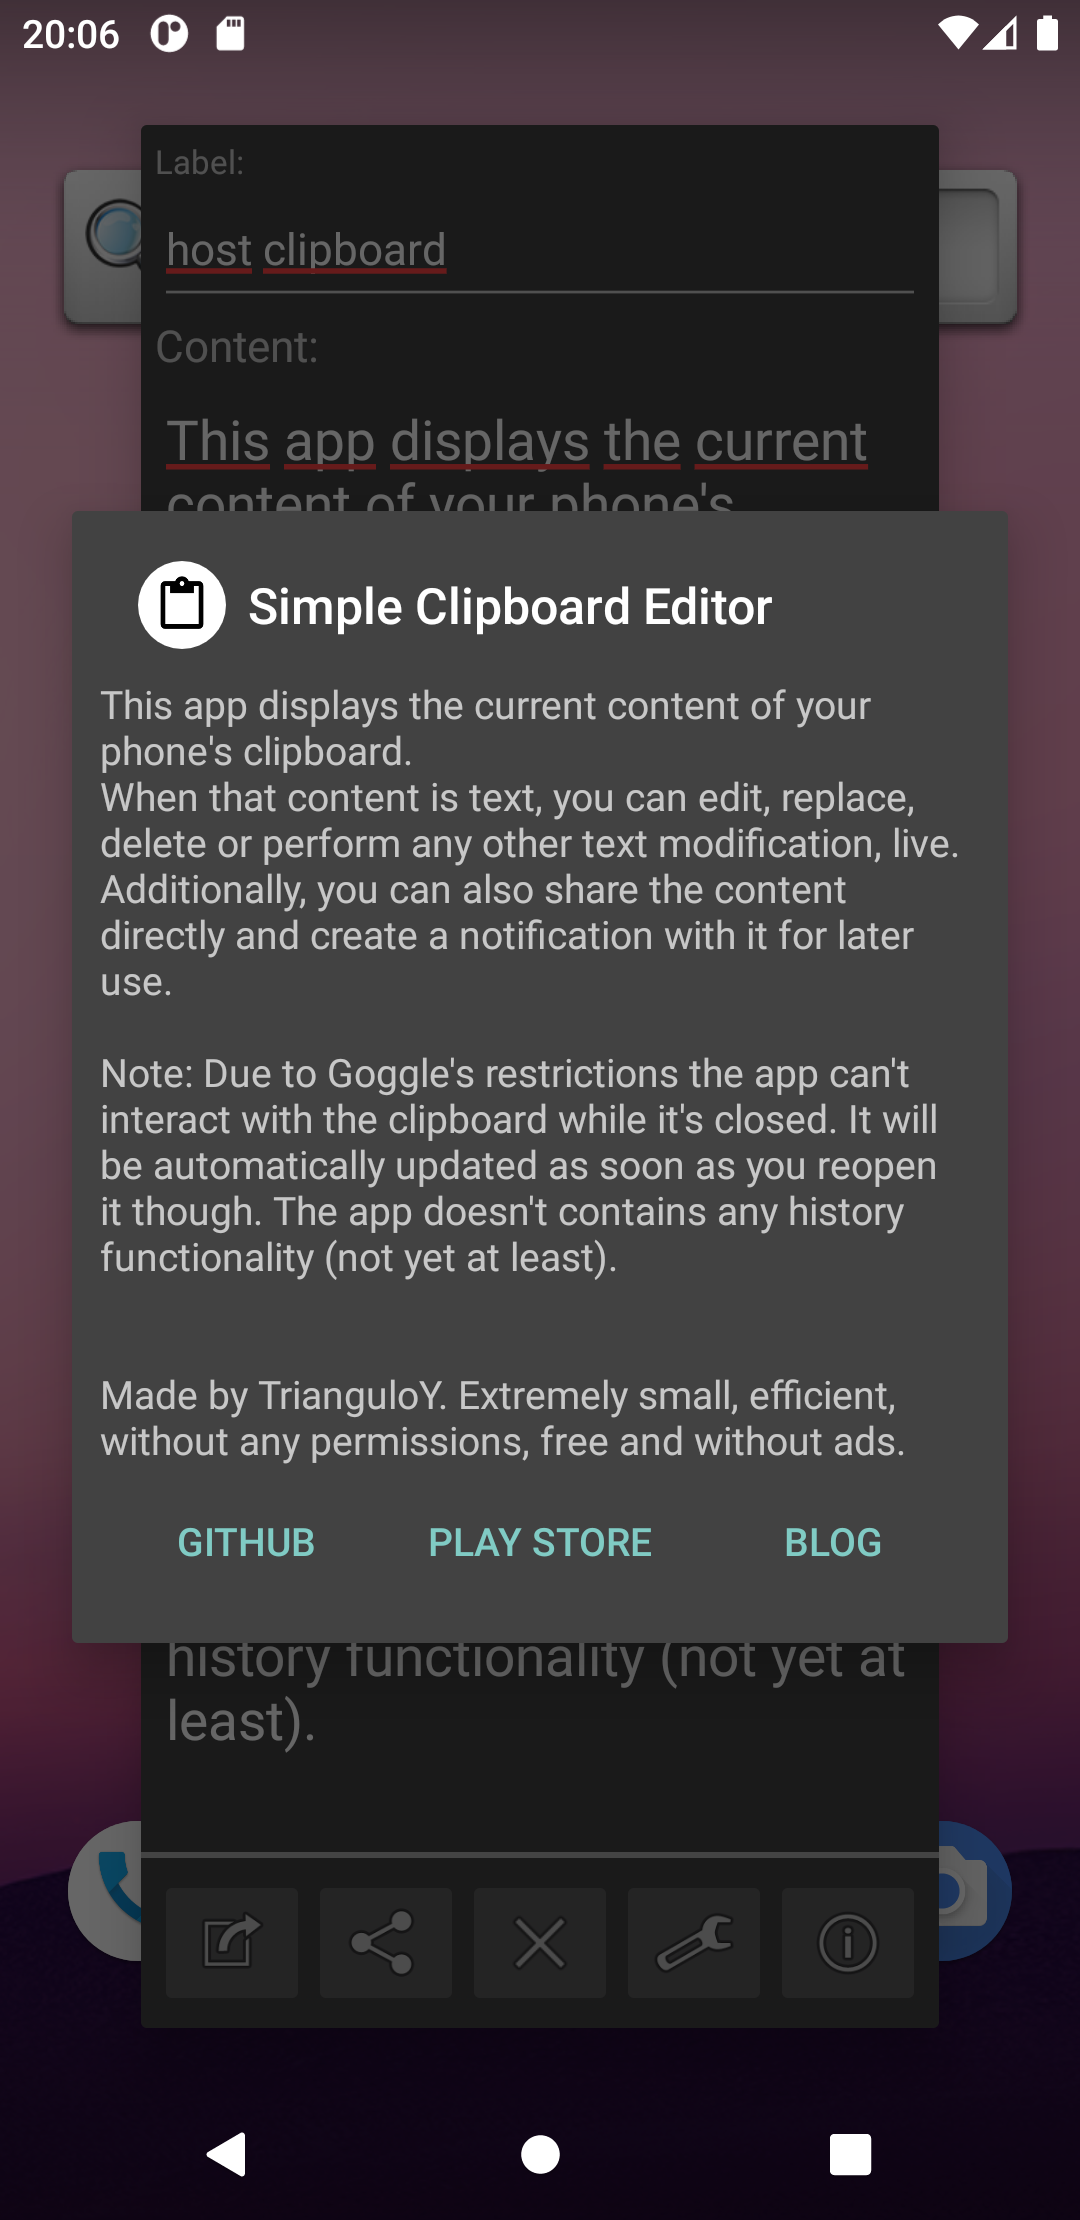 20:06
Label:
host clipboard
Content:
This app displays the current
content of your phone's
Simple Clipboard Editor
This app displays the current content of your
phone's clipboard.
When that content is text, you can edit, replace,
delete or perform any other text modification, live.
Additionally, you can also share the content
directly and create a notification with it for later
use.
Note: Due to Goggle's restrictions the app can't
interact with the clipboard while it's closed. It will
be automatically updated as soon as you reopen
it though. The app doesn't contains any history
functionality (not yet at least).
Made by TrianguloY. Extremely small, efficient,
without any permissions, free and without ads.
GITHUB
PLAY STORE
BLOG
history functionality (not yet at
least).